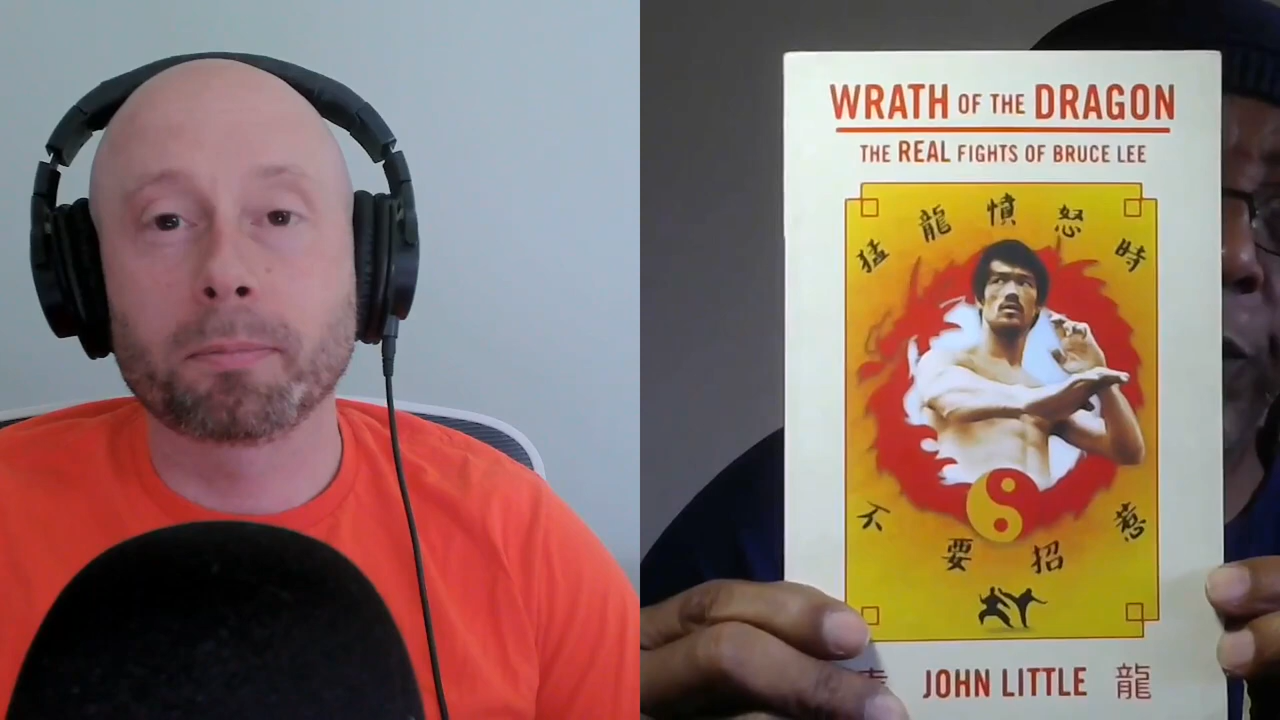 WRATH OF THE DRAGON
THE REAL FIGHTS OF BRUCE LEE
猛龍憤怒時
不要招惹
JOHN LITTLE 龍